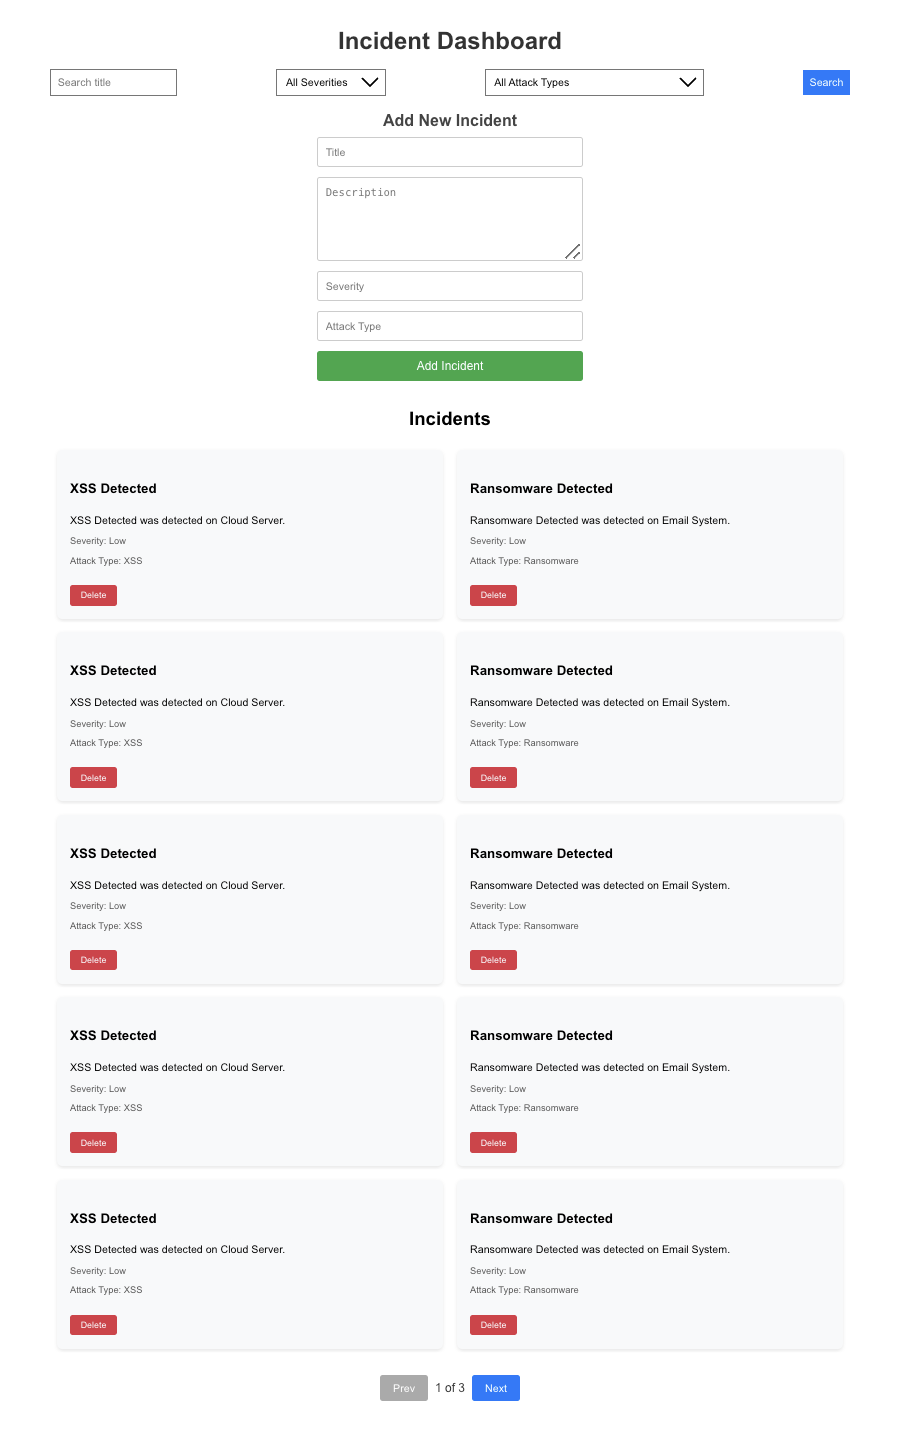 Incident Dashboard
Search title
All Severities
All Attack Types
Search
Add New Incident
Title
Description
Severity
Attack Type
Add Incident
Incidents
XSS Detected
XSS Detected was detected on Cloud Server.
Severity: Low
Attack Type: XSS
Delete
Ransomware Detected
Ransomware Detected was detected on Email System.
Severity: Low
Attack Type: Ransomware
Delete
XSS Detected
XSS Detected was detected on Cloud Server.
Severity: Low
Attack Type: XSS
Delete
Ransomware Detected
Ransomware Detected was detected on Email System.
Severity: Low
Attack Type: Ransomware
Delete
XSS Detected
XSS Detected was detected on Cloud Server.
Severity: Low
Attack Type: XSS
Delete
Ransomware Detected
Ransomware Detected was detected on Email System.
Severity: Low
Attack Type: Ransomware
Delete
XSS Detected
XSS Detected was detected on Cloud Server.
Severity: Low
Attack Type: XSS
Delete
Ransomware Detected
Ransomware Detected was detected on Email System.
Severity: Low
Attack Type: Ransomware
Delete
XSS Detected
XSS Detected was detected on Cloud Server.
Severity: Low
Attack Type: XSS
Delete
Ransomware Detected
Ransomware Detected was detected on Email System.
Severity: Low
Attack Type: Ransomware
Delete
Prev
1 of 3
Next